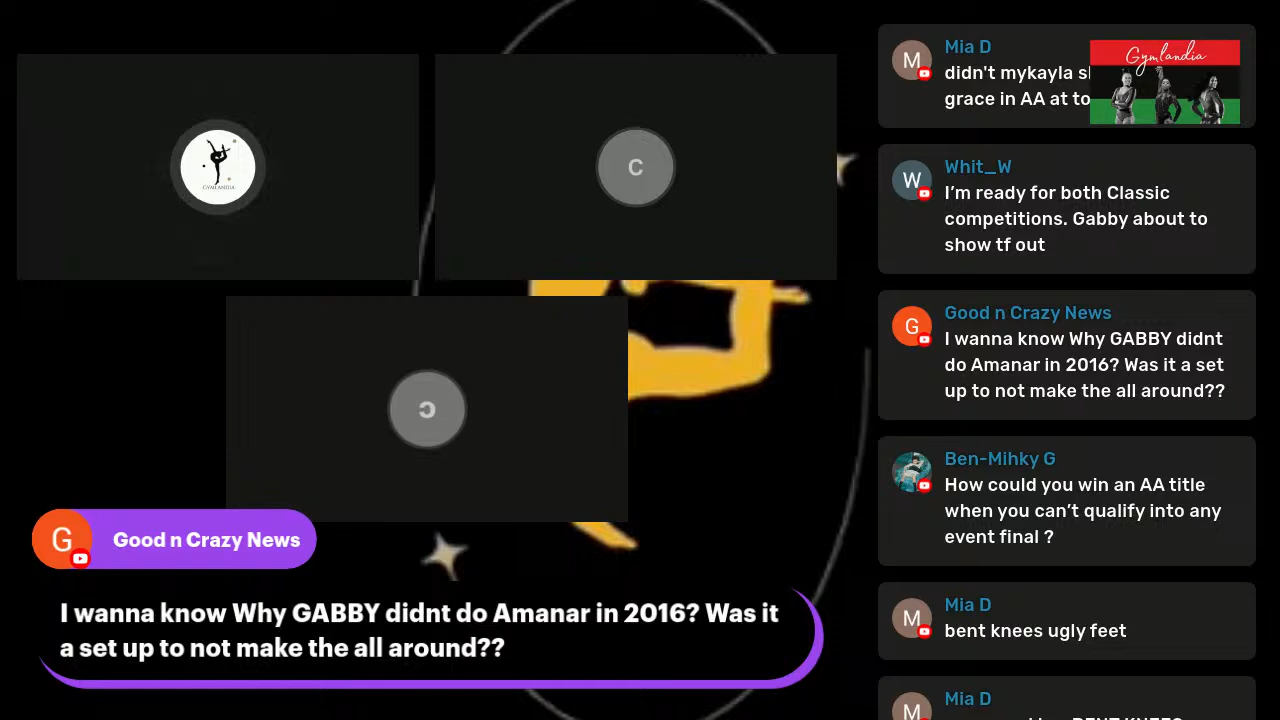 GYMLANDIA
C
C
G
Good n Crazy News
I wanna know Why GABBY didnt do Amanar in 2016? Was it
a set up to not make the all around??
M
Mia D
didn't mykayla
grace in AA at
Gymlandia
W
Whit_W
I'm ready for both Classic
competitions. Gabby about to
show tf out
G
Good n Crazy News
I wanna know Why GABBY didnt
do Amanar in 2016? Was it a set
up to not make the all around??
Ben-Mihky G
How could you win an AA title
when you can't qualify into any
event final ?
M
Mia D
bent knees ugly feet
M
Mia D